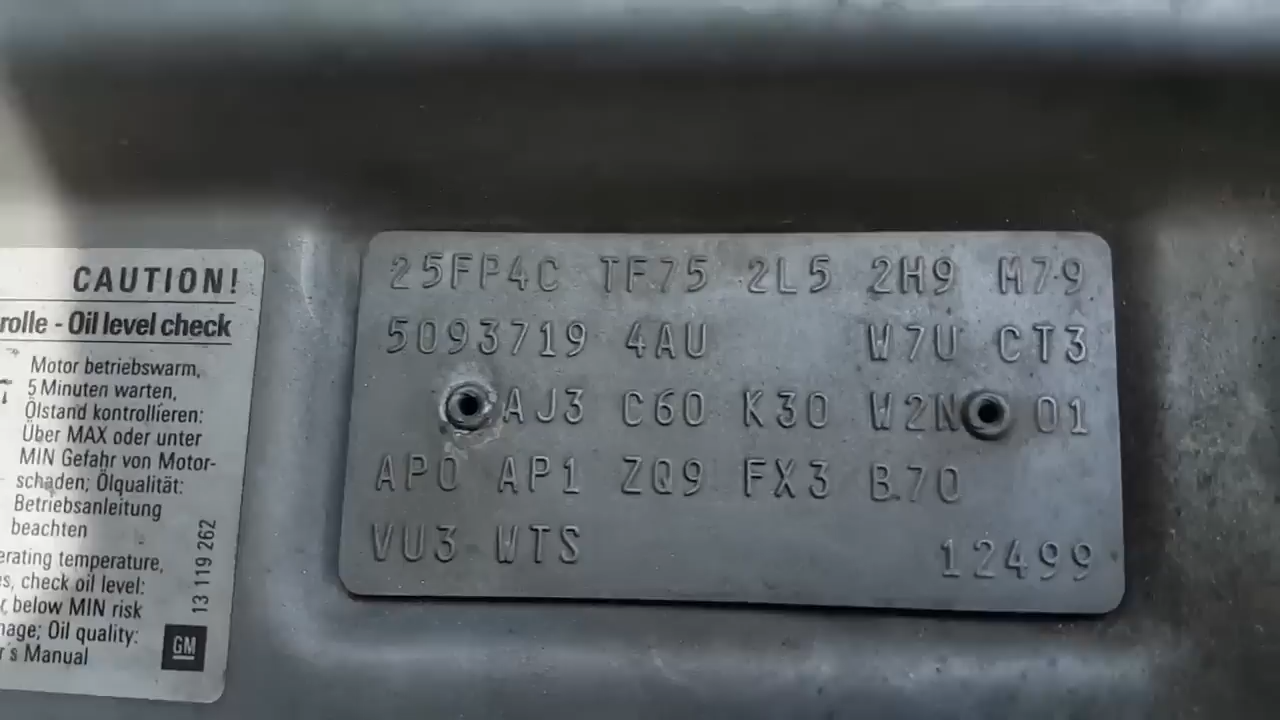 CAUTION!
rolle - Oil level check
Motor betriebswarm,
5 Minuten warten,
Ölstand kontrollieren:
Über MAX oder unter
MIN Gefahr von Motor-
schaden; Ölqualität:
Betriebsanleitung
beachten
erating temperature,
s, check oil level:
, below MIN risk
nage; Oil quality:
r's Manual
13 119 262
GM
25FP4C TF75 2L5 2H9 M79
5093719 4AU W7U CT3
AJ3 C60 K30 W2N 01
AP0 AP1 ZQ9 FX3 B70
VU3 WTS 12499